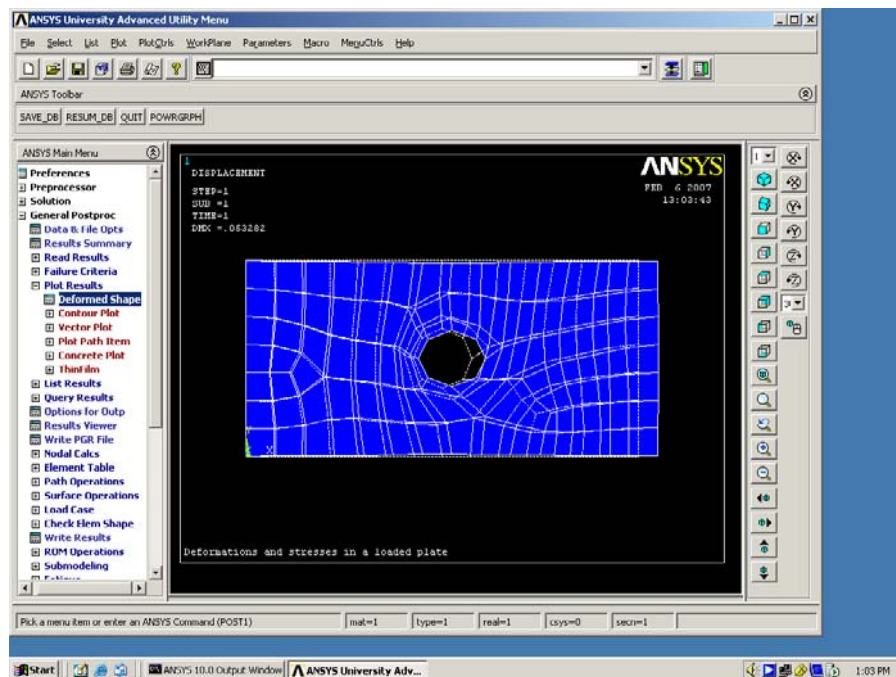 ANSYS University Advanced Utility Menu
File Select List Plot PlotCtrls WorkPlane Parameters Macro MenuCtrls Help
ANSYS Toolbar
SAVE_DB RESUM_DB QUIT POWRGRPH
ANSYS Main Menu
Preferences
Preprocessor
Solution
General Postproc
Data & File Opts
Results Summary
Read Results
Failure Criteria
Plot Results
Deformed Shape
Contour Plot
Vector Plot
Plot Path Item
Concrete Plot
ThinFilm
List Results
Query Results
Options for Outp
Results Viewer
Write PGR File
Nodal Calcs
Element Table
Path Operations
Surface Operations
Load Case
Check Elem Shape
Write Results
ROM Operations
Submodeling
1
DISPLACEMENT
STEP=1
SUB =1
TIME=1
DMX =.053282
ANSYS
FEB 6 2007
13:03:43
X
Deformations and stresses in a loaded plate
1
X
X
Y
Y
Z
Z
3
Pick a menu item or enter an ANSYS Command (POST1)
mat=1 type=1 real=1 csys=0 secn=1
Start
ANSYS 10.0 Output Window
ANSYS University Adv...
1:03 PM